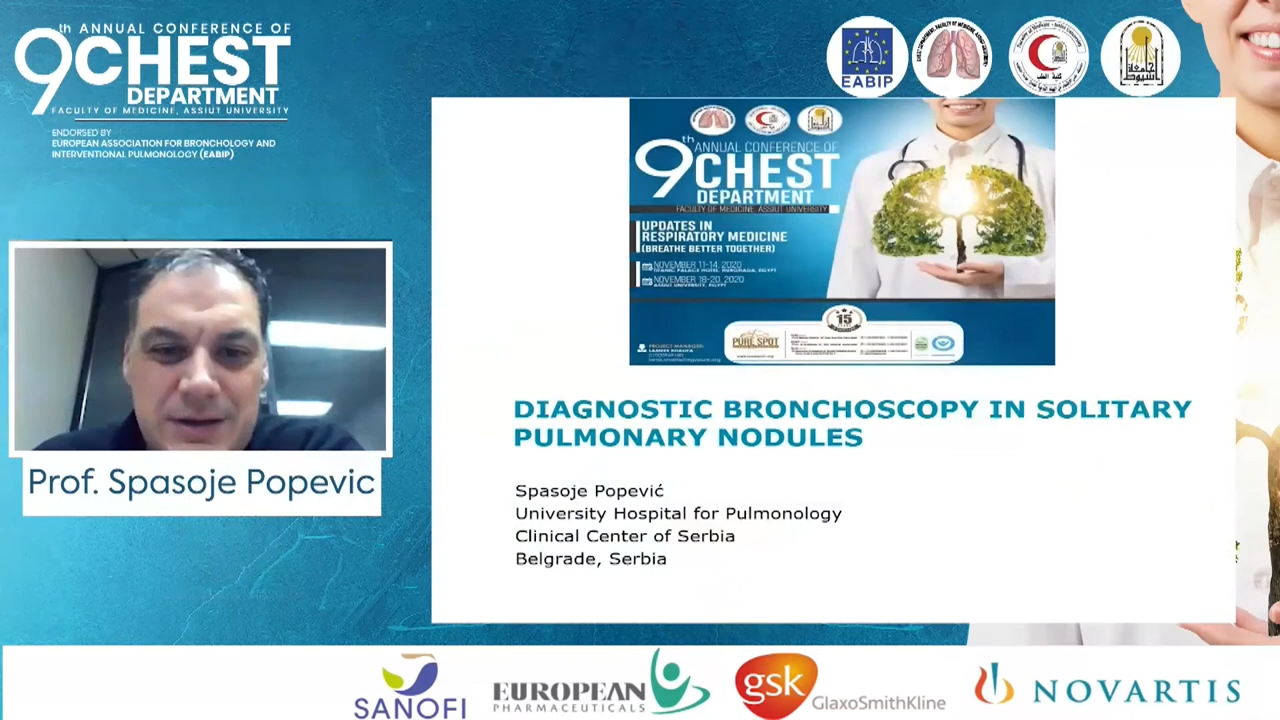 9th ANNUAL CONFERENCE OF
CHEST
DEPARTMENT
FACULTY OF MEDICINE, ASSIUT UNIVERSITY
ENDORSED BY
EUROPEAN ASSOCIATION FOR BRONCHOLOGY AND
INTERVENTIONAL PULMONOLOGY (EABIP)
EABIP
9th ANNUAL CONFERENCE OF
CHEST
DEPARTMENT
FACULTY OF MEDICINE, ASSIUT UNIVERSITY
UPDATES IN
RESPIRATORY MEDICINE
(BREATHE BETTER TOGETHER)
NOVEMBER 11-14, 2020
NOVEMBER 18-20, 2020
ASSIUT UNIVERSITY, EGYPT
15
PURE SPOT
PROJECT MANAGER:
Prof. Spasoje Popevic
DIAGNOSTIC BRONCHOSCOPY IN SOLITARY
PULMONARY NODULES
Spasoje Popević
University Hospital for Pulmonology
Clinical Center of Serbia
Belgrade, Serbia
SANOFI
EUROPEAN
PHARMACEUTICALS
gsk
GlaxoSmithKline
NOVARTIS